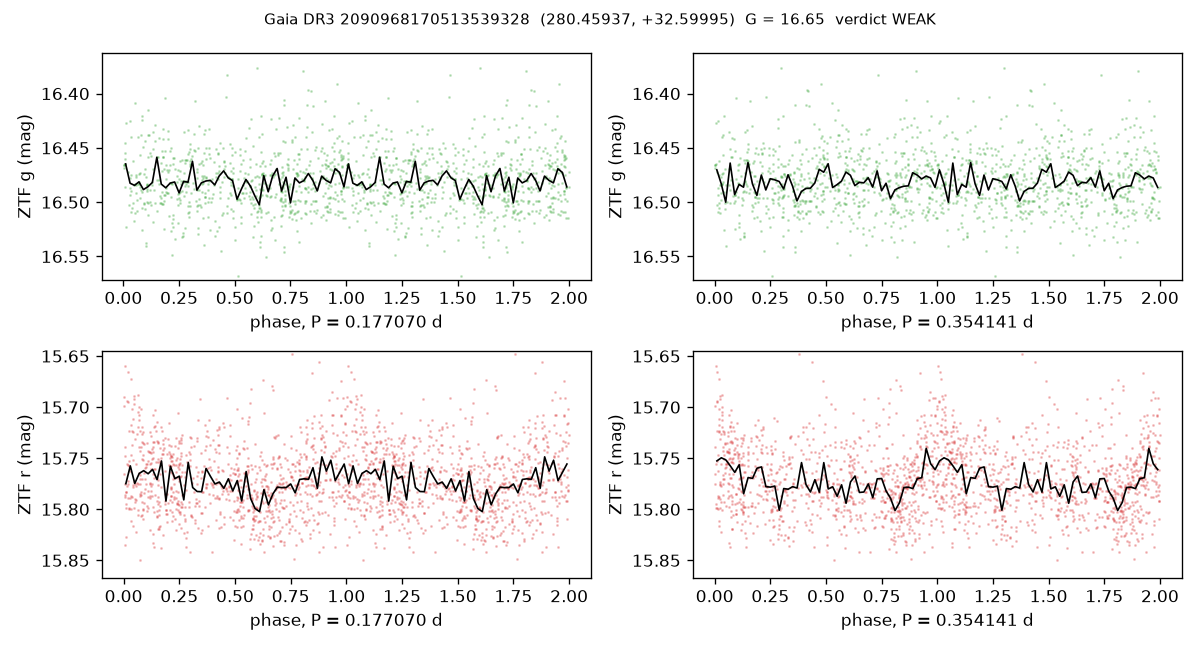 Gaia DR3 2090968170513539328 (280.45937, +32.59995) G = 16.65 verdict WEAK
ZTF g (mag)
16.40
16.45
16.50
16.55
0.00 0.25 0.50 0.75 1.00 1.25 1.50 1.75 2.00
phase, P = 0.177070 d
ZTF g (mag)
16.40
16.45
16.50
16.55
0.00 0.25 0.50 0.75 1.00 1.25 1.50 1.75 2.00
phase, P = 0.354141 d
ZTF r (mag)
15.65
15.70
15.75
15.80
15.85
0.00 0.25 0.50 0.75 1.00 1.25 1.50 1.75 2.00
phase, P = 0.177070 d
ZTF r (mag)
15.65
15.70
15.75
15.80
15.85
0.00 0.25 0.50 0.75 1.00 1.25 1.50 1.75 2.00
phase, P = 0.354141 d